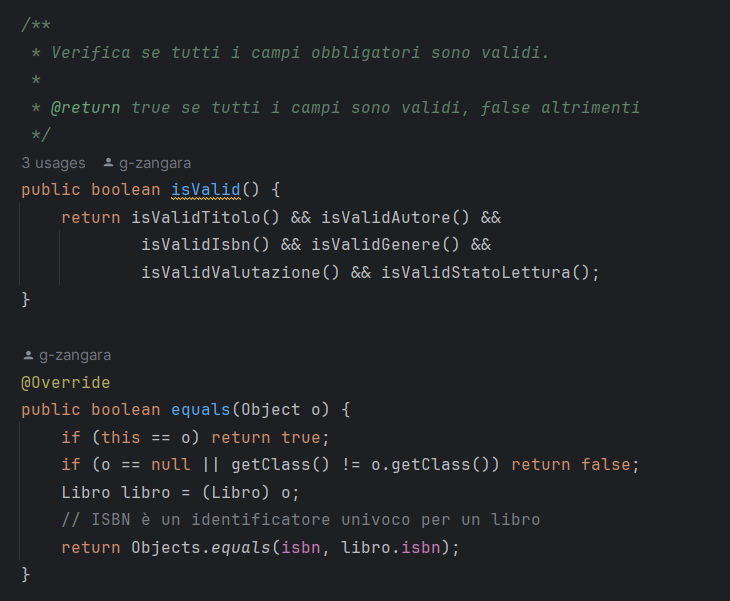 /**
 * Verifica se tutti i campi obbligatori sono validi.
 *
 * @return true se tutti i campi sono validi, false altrimenti
 */
3 usages g-zangara
public boolean isValid() {
    return isValidTitolo() && isValidAutore() &&
            isValidIsbn() && isValidGenere() &&
            isValidValutazione() && isValidStatoLettura();
}
g-zangara
@Override
public boolean equals(Object o) {
    if (this == o) return true;
    if (o == null || getClass() != o.getClass()) return false;
    Libro libro = (Libro) o;
    // ISBN è un identificatore univoco per un libro
    return Objects.equals(isbn, libro.isbn);
}